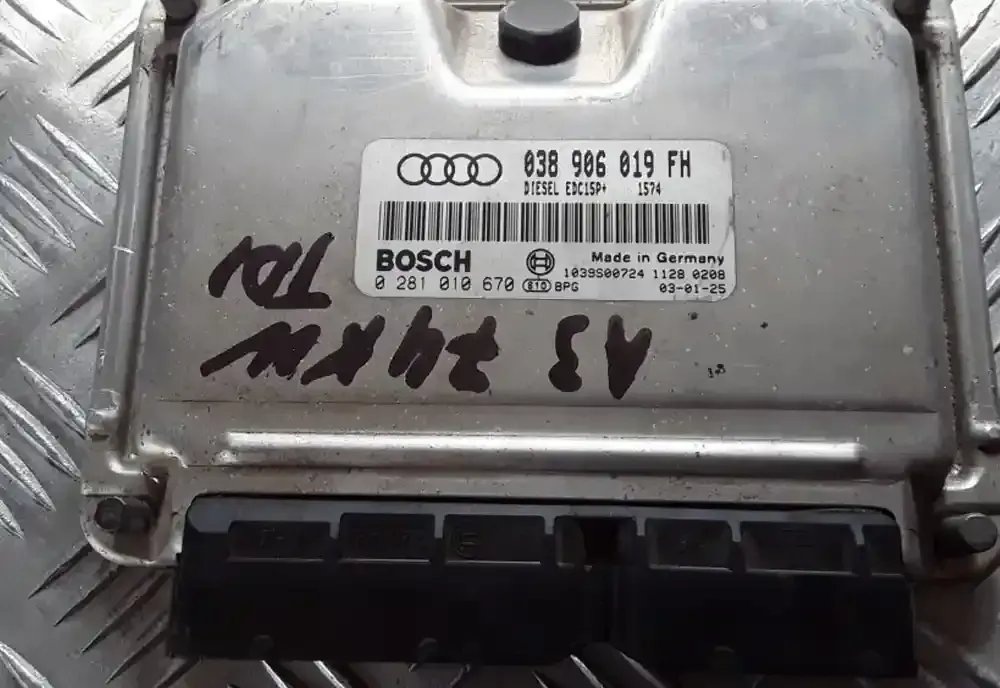 038 906 019 FH
DIESEL EDC15P+ 1574
BOSCH
Made in Germany
1039S00724 1128 0208
0 281 010 670 810 BPG 03-01-25
A3 74KW
TDI